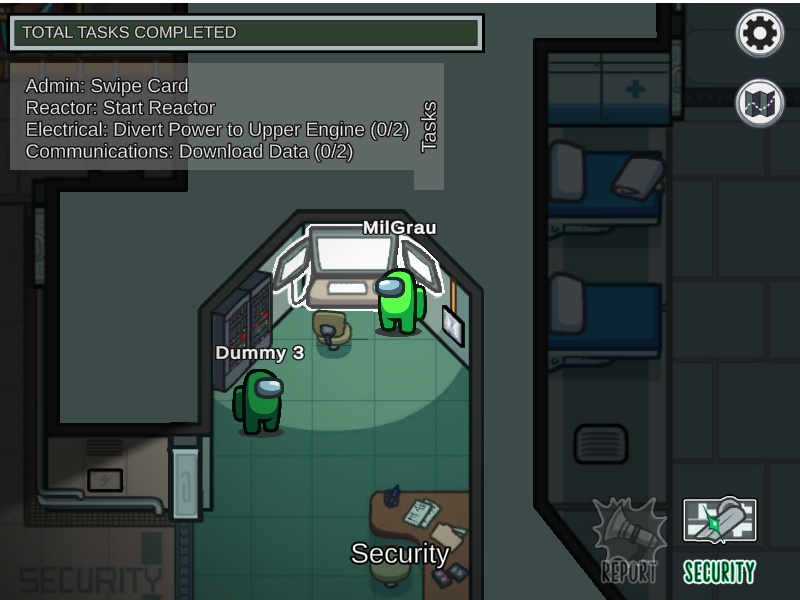 TOTAL TASKS COMPLETED
Admin: Swipe Card
Reactor: Start Reactor
Electrical: Divert Power to Upper Engine (0/2)
Communications: Download Data (0/2)
Tasks
MilGrau
Dummy 3
Security
REPORT
SECURITY
SECURITY